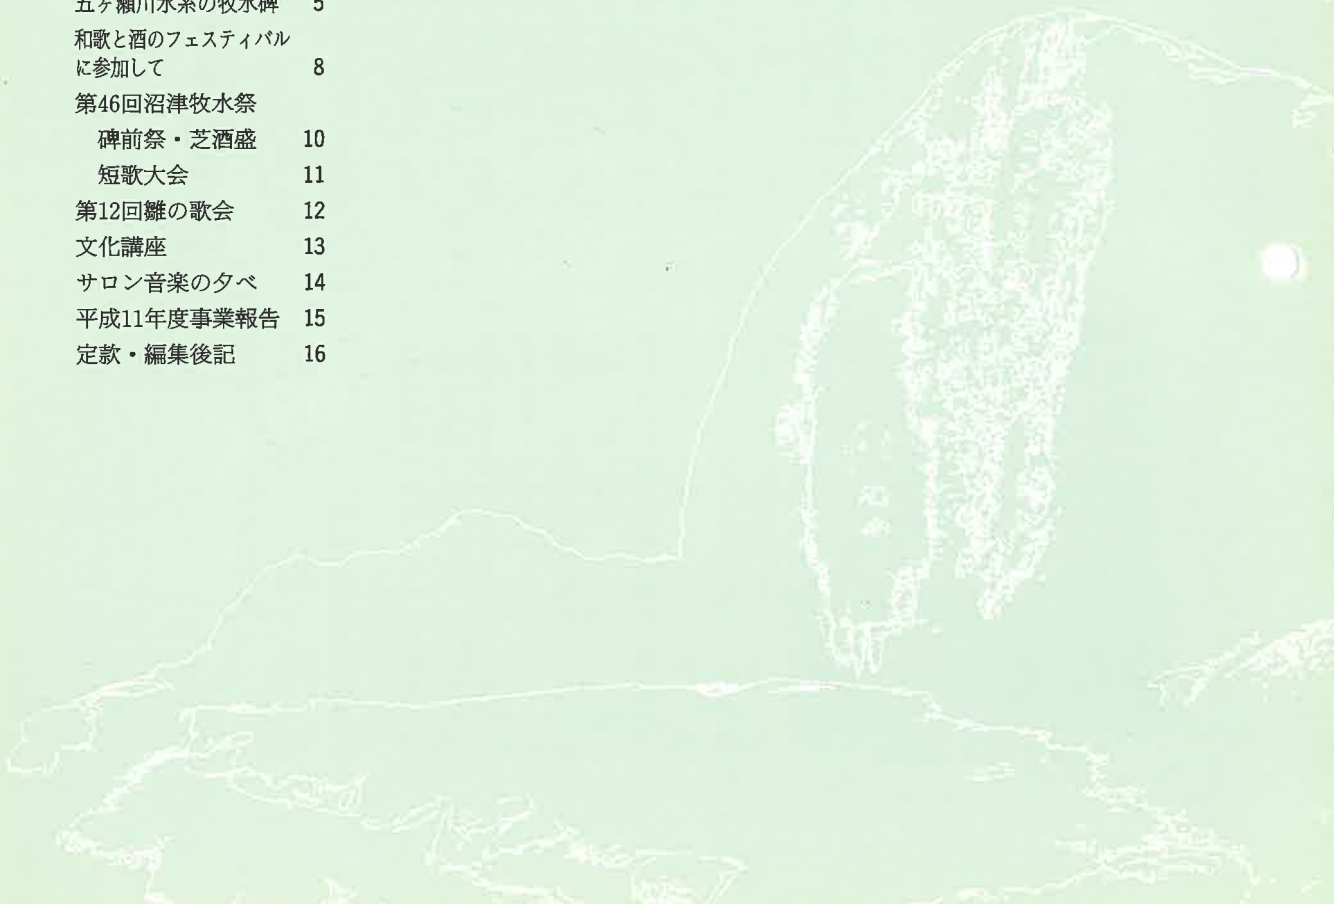 五ヶ瀬川水系の牧水碑 5
和歌と酒のフェスティバル
に参加して 8
第46回沼津牧水祭
碑前祭・芝酒盛 10
短歌大会 11
第12回雛の歌会 12
文化講座 13
サロン音楽の夕べ 14
平成11年度事業報告 15
定款・編集後記 16